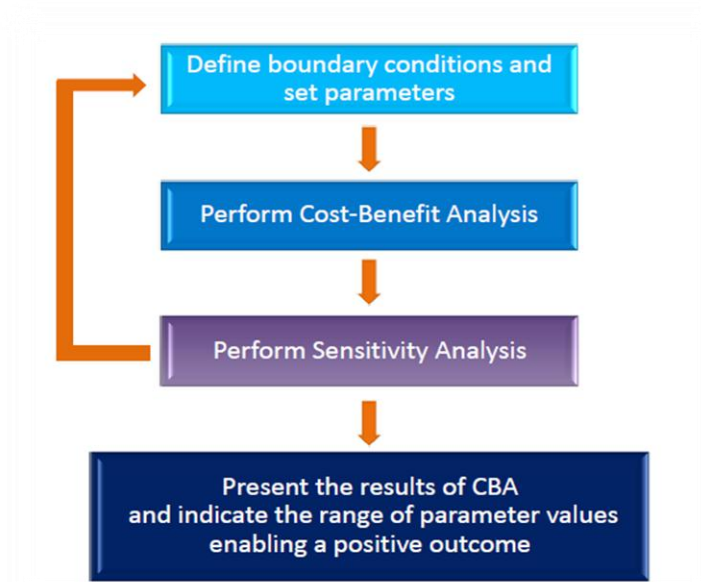 Define boundary conditions and
set parameters
Perform Cost-Benefit Analysis
Perform Sensitivity Analysis
Present the results of CBA
and indicate the range of parameter values
enabling a positive outcome